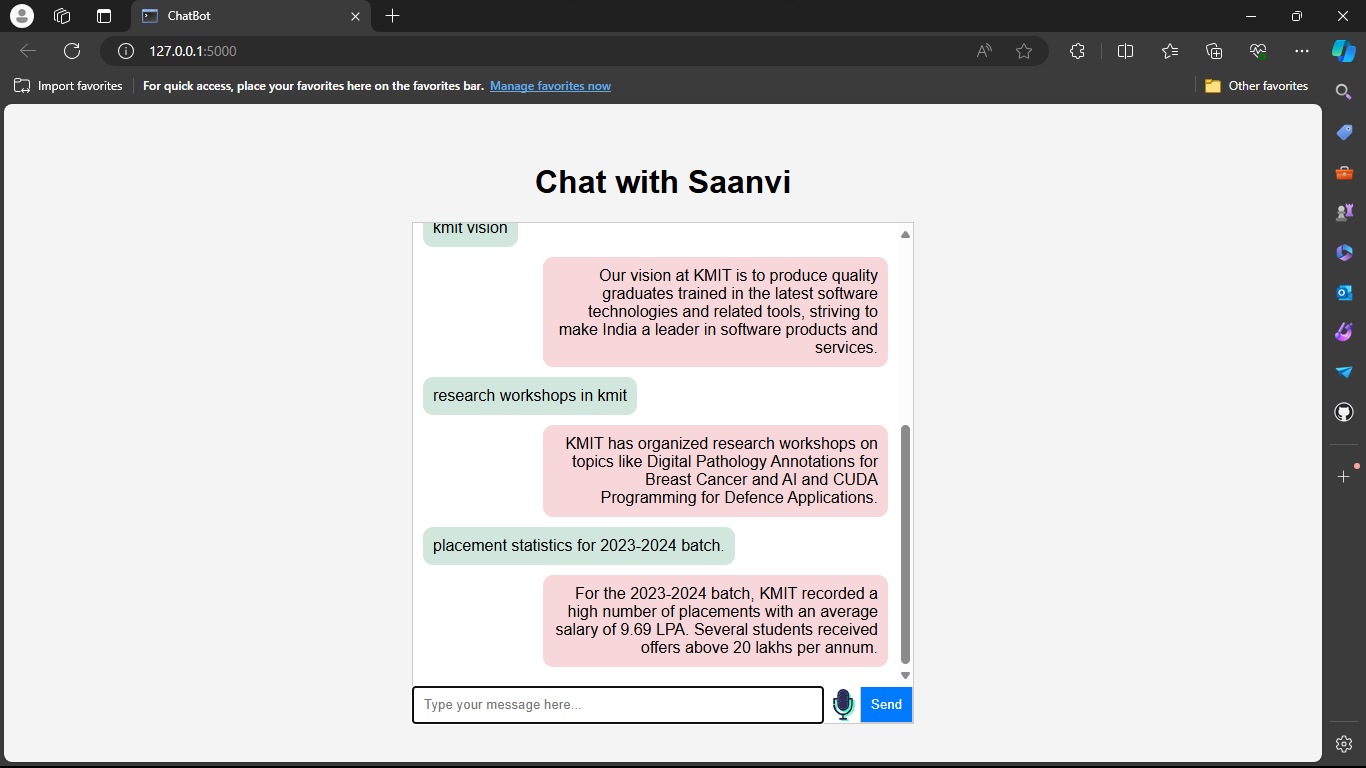 ChatBot
127.0.0.1:5000
Import favorites
For quick access, place your favorites here on the favorites bar. Manage favorites now
Other favorites
Chat with Saanvi
kmit vision
Our vision at KMIT is to produce quality
graduates trained in the latest software
technologies and related tools, striving to
make India a leader in software products and
services.
research workshops in kmit
KMIT has organized research workshops on
topics like Digital Pathology Annotations for
Breast Cancer and AI and CUDA
Programming for Defence Applications.
placement statistics for 2023-2024 batch.
For the 2023-2024 batch, KMIT recorded a
high number of placements with an average
salary of 9.69 LPA. Several students received
offers above 20 lakhs per annum.
Type your message here...
Send